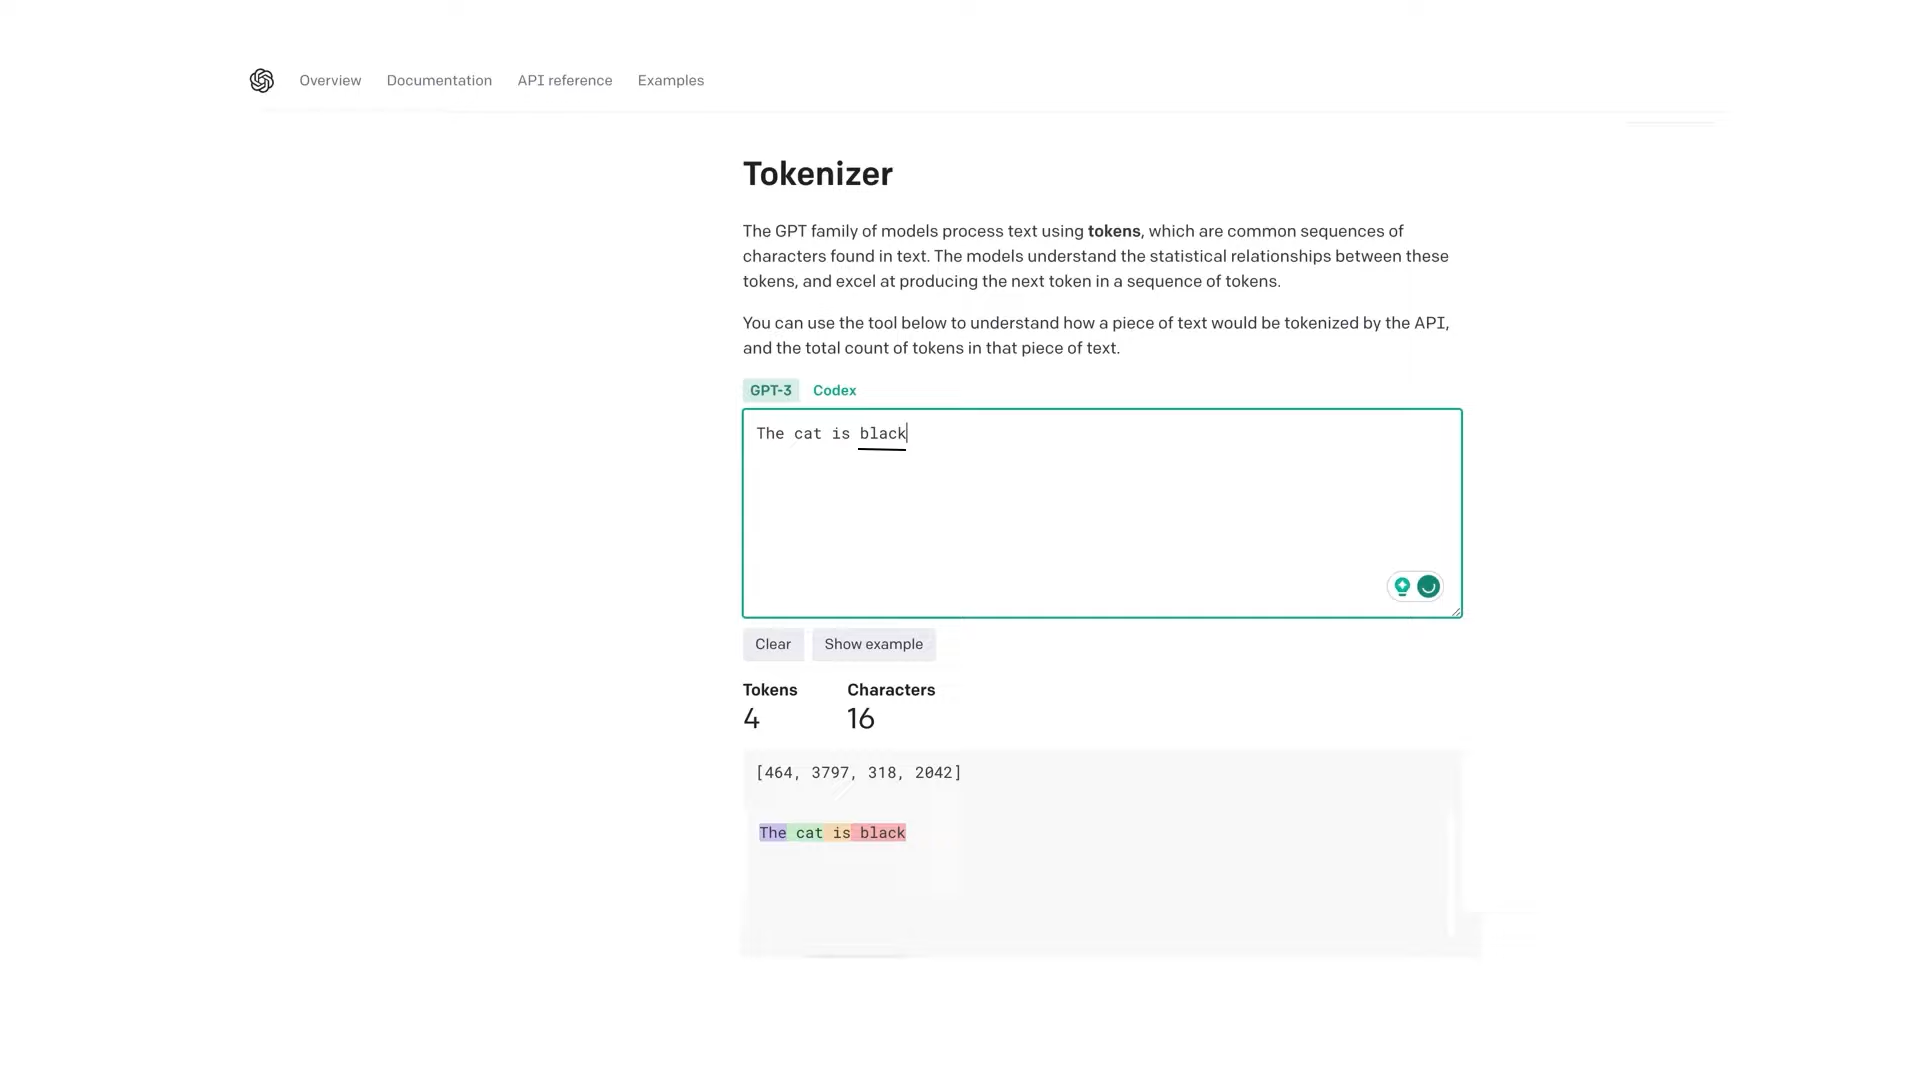 Overview Documentation API reference Examples
Tokenizer
The GPT family of models process text using tokens, which are common sequences of
characters found in text. The models understand the statistical relationships between these
tokens, and excel at producing the next token in a sequence of tokens.
You can use the tool below to understand how a piece of text would be tokenized by the API,
and the total count of tokens in that piece of text.
GPT-3 Codex
The cat is black
Clear Show example
Tokens Characters
4 16
[464, 3797, 318, 2042]
The cat is black